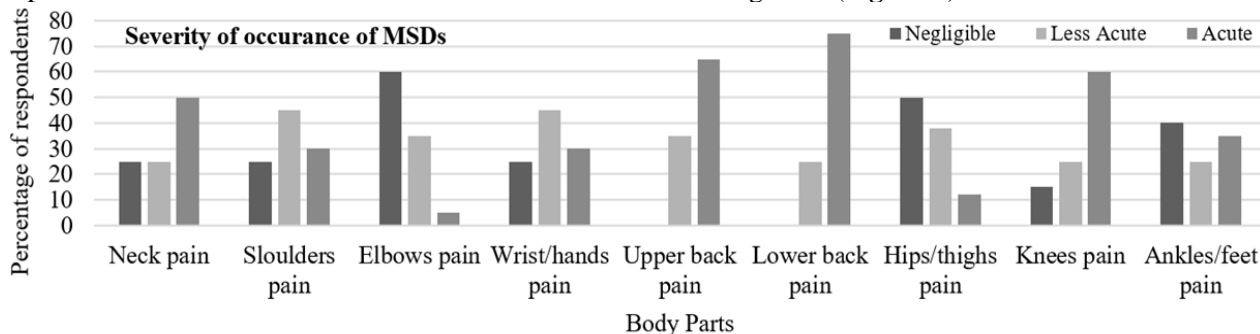 Severity of occurance of MSDs
Negligible Less Acute Acute
Percentage of respondents
80
70
60
50
40
30
20
10
0
Neck pain Sloulders pain Elbows pain Wrist/hands pain Upper back pain Lower back pain Hips/thighs pain Knees pain Ankles/feet pain
Body Parts